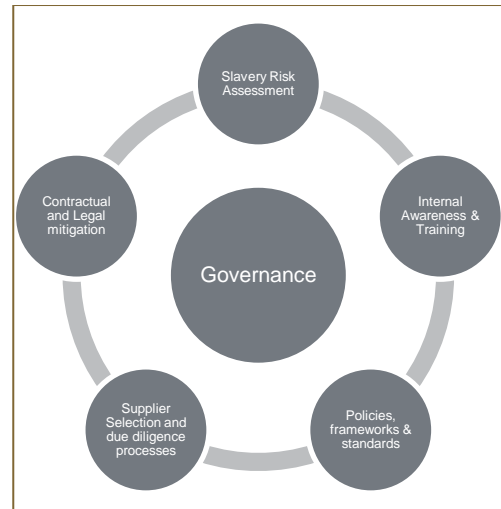 Slavery Risk
Assessment
Internal
Awareness &
Training
Policies,
frameworks &
standards
Supplier
Selection and
due diligence
processes
Contractual
and Legal
mitigation
Governance